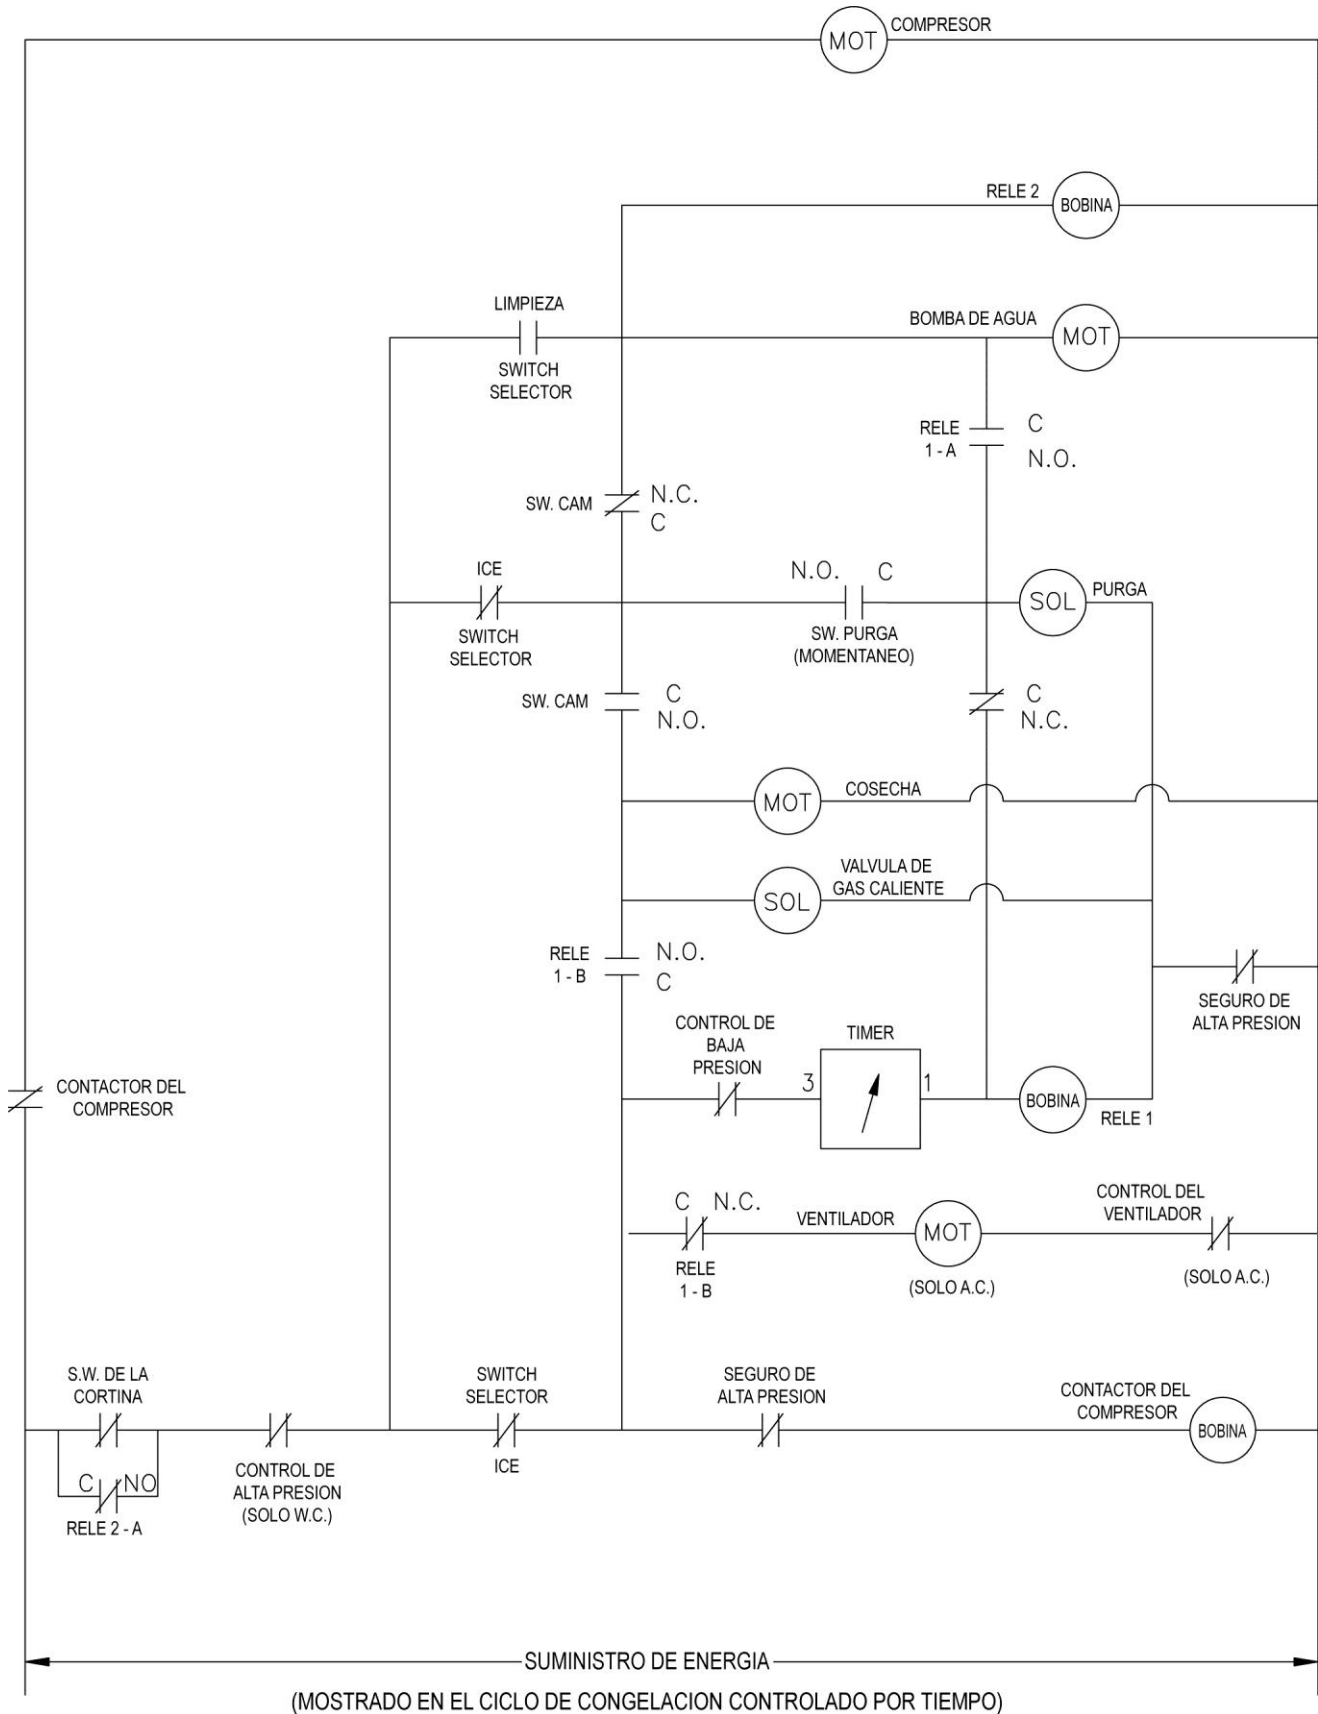 MOT COMPRESOR
RELE 2 BOBINA
LIMPIEZA
SWITCH
SELECTOR
BOMBA DE AGUA MOT
RELE
1 - A
C
N.O.
SW. CAM
N.C.
C
ICE
SWITCH
SELECTOR
N.O. C
SW. PURGA
(MOMENTANEO)
SOL PURGA
SW. CAM
C
N.O.
C
N.C.
MOT COSECHA
SOL
VALVULA DE
GAS CALIENTE
RELE
1 - B
N.O.
C
SEGURO DE
ALTA PRESION
CONTROL DE
BAJA
PRESION
TIMER
3 1
BOBINA
RELE 1
CONTACTOR DEL
COMPRESOR
C N.C.
RELE
1 - B
VENTILADOR MOT
(SOLO A.C.)
CONTROL DEL
VENTILADOR
(SOLO A.C.)
S.W. DE LA
CORTINA
C NO
RELE 2 - A
CONTROL DE
ALTA PRESION
(SOLO W.C.)
SWITCH
SELECTOR
ICE
SEGURO DE
ALTA PRESION
CONTACTOR DEL
COMPRESOR
BOBINA
SUMINISTRO DE ENERGIA
(MOSTRADO EN EL CICLO DE CONGELACION CONTROLADO POR TIEMPO)